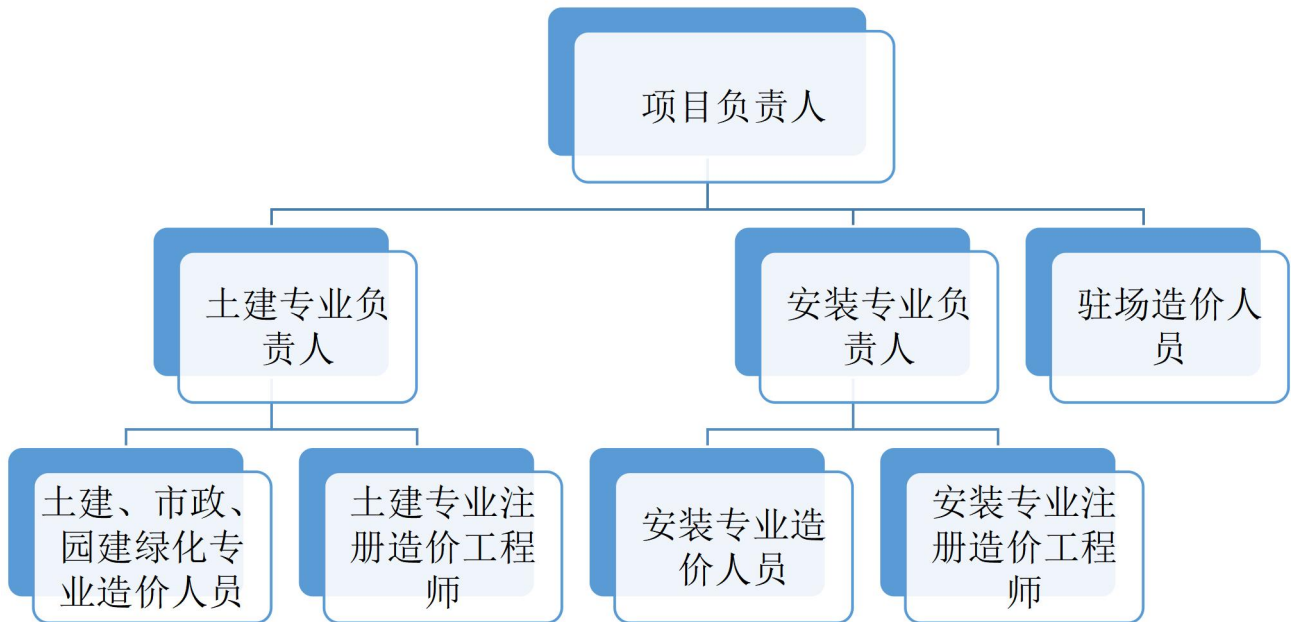 项目负责人
土建专业负
责人
安装专业负
责人
驻场造价人
员
土建、市政、
园建绿化专
业造价人员
土建专业注
册造价工程
师
安装专业造
价人员
安装专业注
册造价工程
师